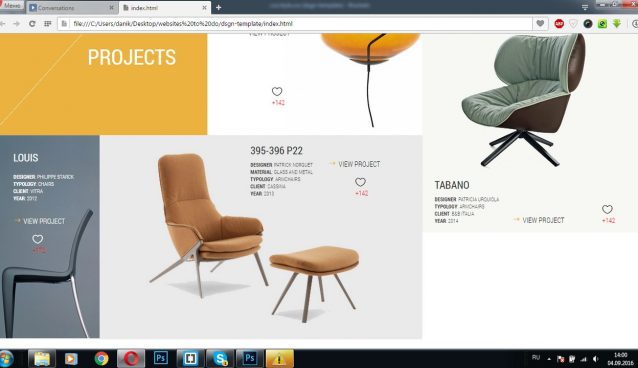 Меню
Conversations
index.html
file:///C:/Users/danik/Desktop/websites%20to%20do/dsgn-template/index.html
PROJECTS
VIEW PROJECT
+142
LOUIS
DESIGNER: PHILIPPE STARCK
TYPOLOGY: CHAIRS
CLIENT: VITRA
YEAR: 2012
VIEW PROJECT
395-396 P22
DESIGNER: PATRICK NORGUET
MATERIAL: GLASS AND METAL
TYPOLOGY: ARMCHAIRS
CLIENT: CASSINA
YEAR: 2013
VIEW PROJECT
+142
TABANO
DESIGNER: PATRICIA URQUIOLA
TYPOLOGY: ARMCHAIRS
CLIENT: B&B ITALIA
YEAR: 2014
VIEW PROJECT
+142
Ps
Ps
RU
14:00
04.09.2016